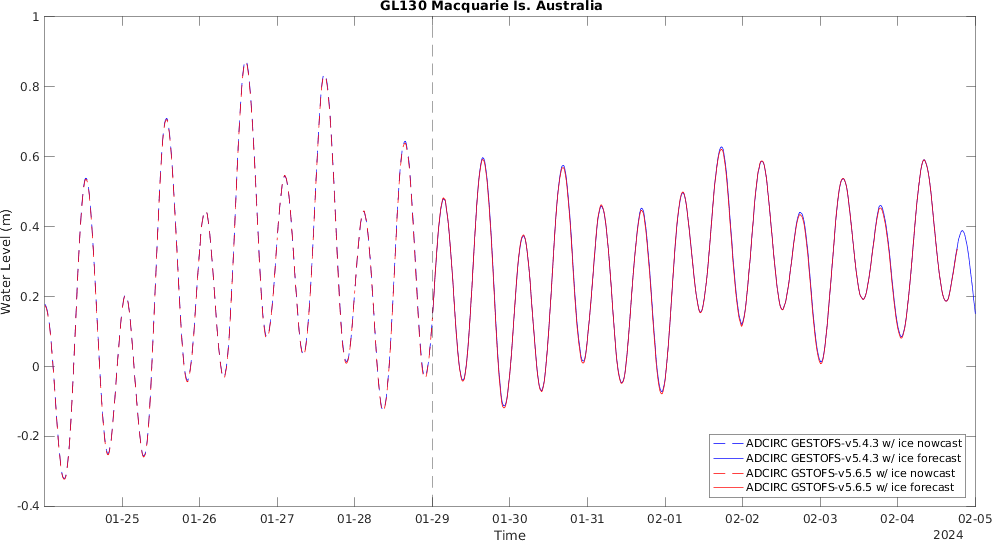 GL130 Macquarie Is. Australia
1
0.8
0.6
0.4
0.2
0
-0.2
-0.4
Water Level (m)
ADCIRC GESTOFS-v5.4.3 w/ ice nowcast
ADCIRC GESTOFS-v5.4.3 w/ ice forecast
ADCIRC GSTOFS-v5.6.5 w/ ice nowcast
ADCIRC GSTOFS-v5.6.5 w/ ice forecast
01-25 01-26 01-27 01-28 01-29 01-30 01-31 02-01 02-02 02-03 02-04 02-05
Time
2024